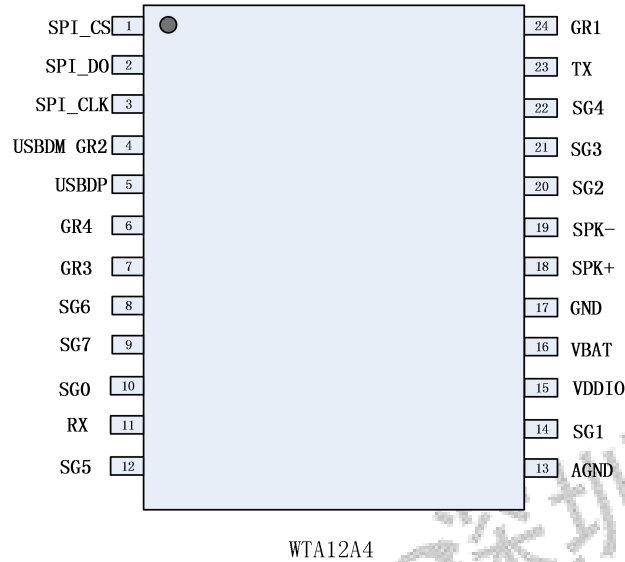 SPI_CS 1
SPI_DO 2
SPI_CLK 3
USBDM GR2 4
USBDP 5
GR4 6
GR3 7
SG6 8
SG7 9
SG0 10
RX 11
SG5 12
24 GR1
23 TX
22 SG4
21 SG3
20 SG2
19 SPK-
18 SPK+
17 GND
16 VBAT
15 VDDIO
14 SG1
13 AGND
WTA12A4
深圳